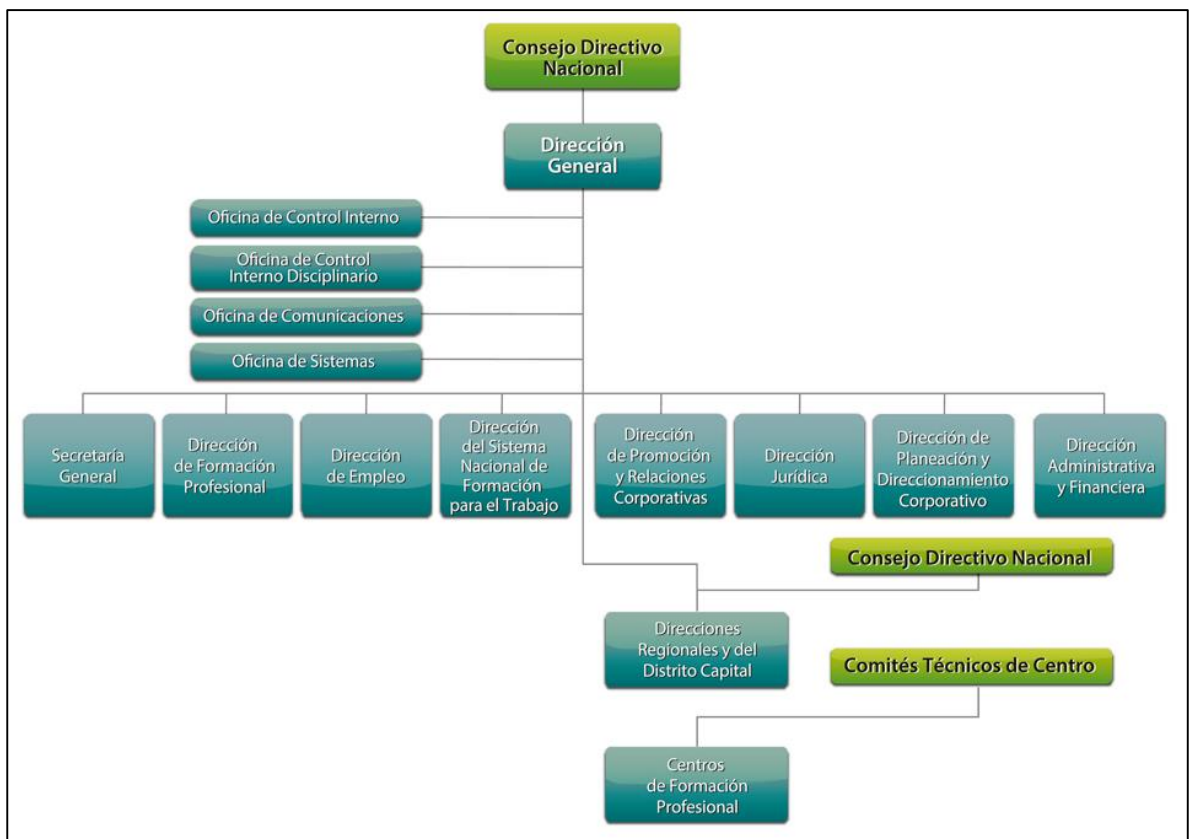 Consejo Directivo
Nacional
Dirección
General
Oficina de Control Interno
Oficina de Control
Interno Disciplinario
Oficina de Comunicaciones
Oficina de Sistemas
Secretaría
General
Dirección
de Formación
Profesional
Dirección
de Empleo
Dirección
del Sistema
Nacional de
Formación
para el Trabajo
Dirección
de Promoción
y Relaciones
Corporativas
Dirección
Jurídica
Dirección de
Planeación y
Direccionamiento
Corporativo
Dirección
Administrativa
y Financiera
Consejo Directivo Nacional
Direcciones
Regionales y del
Distrito Capital
Comités Técnicos de Centro
Centros
de Formación
Profesional